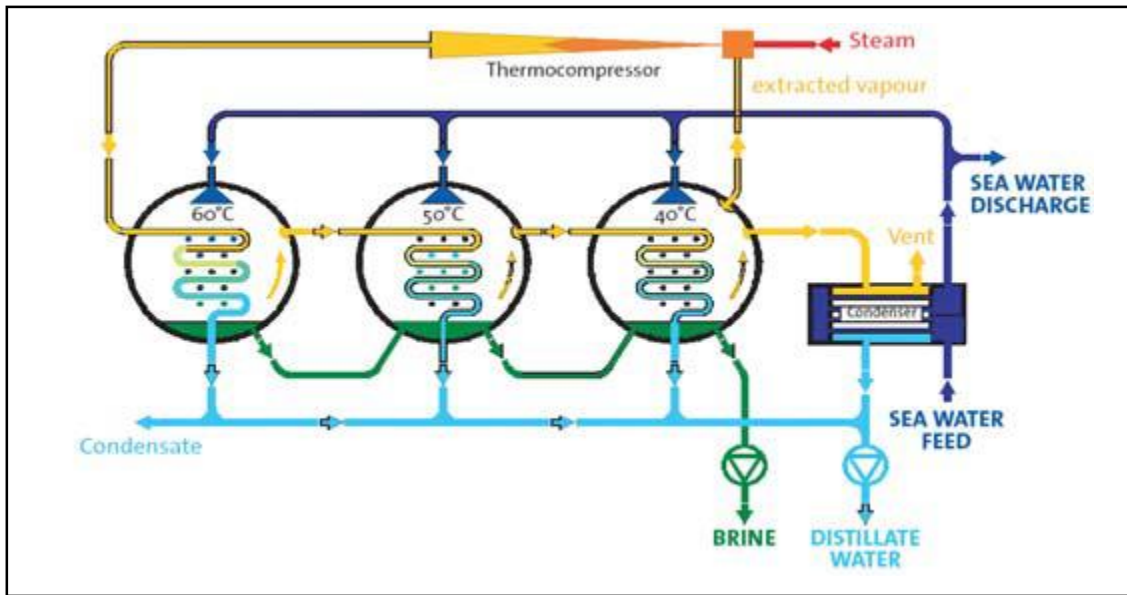 Steam
Thermocompressor
extracted vapour
60°C
50°C
40°C
SEA WATER
DISCHARGE
Vent
Condenser
Condensate
SEA WATER
FEED
BRINE
DISTILLATE
WATER